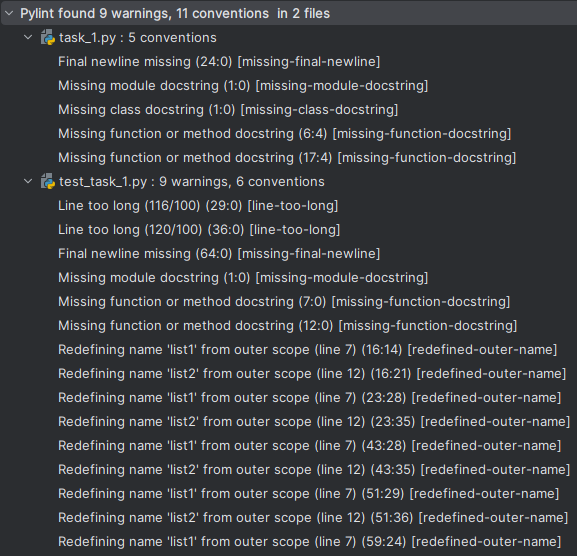 Pylint found 9 warnings, 11 conventions in 2 files
task_1.py : 5 conventions
Final newline missing (24:0) [missing-final-newline]
Missing module docstring (1:0) [missing-module-docstring]
Missing class docstring (1:0) [missing-class-docstring]
Missing function or method docstring (6:4) [missing-function-docstring]
Missing function or method docstring (17:4) [missing-function-docstring]
test_task_1.py : 9 warnings, 6 conventions
Line too long (116/100) (29:0) [line-too-long]
Line too long (120/100) (36:0) [line-too-long]
Final newline missing (64:0) [missing-final-newline]
Missing module docstring (1:0) [missing-module-docstring]
Missing function or method docstring (7:0) [missing-function-docstring]
Missing function or method docstring (12:0) [missing-function-docstring]
Redefining name 'list1' from outer scope (line 7) (16:14) [redefined-outer-name]
Redefining name 'list2' from outer scope (line 12) (16:21) [redefined-outer-name]
Redefining name 'list1' from outer scope (line 7) (23:28) [redefined-outer-name]
Redefining name 'list2' from outer scope (line 12) (23:35) [redefined-outer-name]
Redefining name 'list1' from outer scope (line 7) (43:28) [redefined-outer-name]
Redefining name 'list2' from outer scope (line 12) (43:35) [redefined-outer-name]
Redefining name 'list1' from outer scope (line 7) (51:29) [redefined-outer-name]
Redefining name 'list2' from outer scope (line 12) (51:36) [redefined-outer-name]
Redefining name 'list1' from outer scope (line 7) (59:24) [redefined-outer-name]